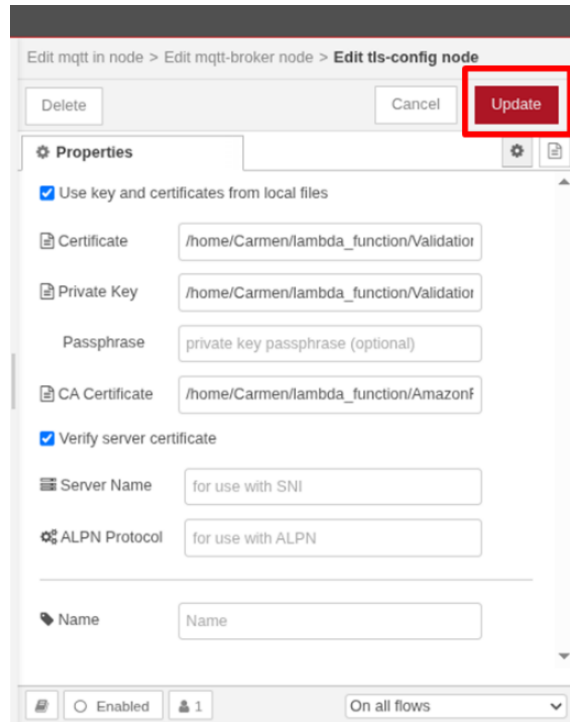 Edit mqtt in node > Edit mqtt-broker node > Edit tls-config node
Delete
Cancel
Update
Properties
Use key and certificates from local files
Certificate
/home/Carmen/lambda_function/Validation
Private Key
/home/Carmen/lambda_function/Validation
Passphrase
private key passphrase (optional)
CA Certificate
/home/Carmen/lambda_function/Amazon
Verify server certificate
Server Name
for use with SNI
ALPN Protocol
for use with ALPN
Name
Name
Enabled
1
On all flows